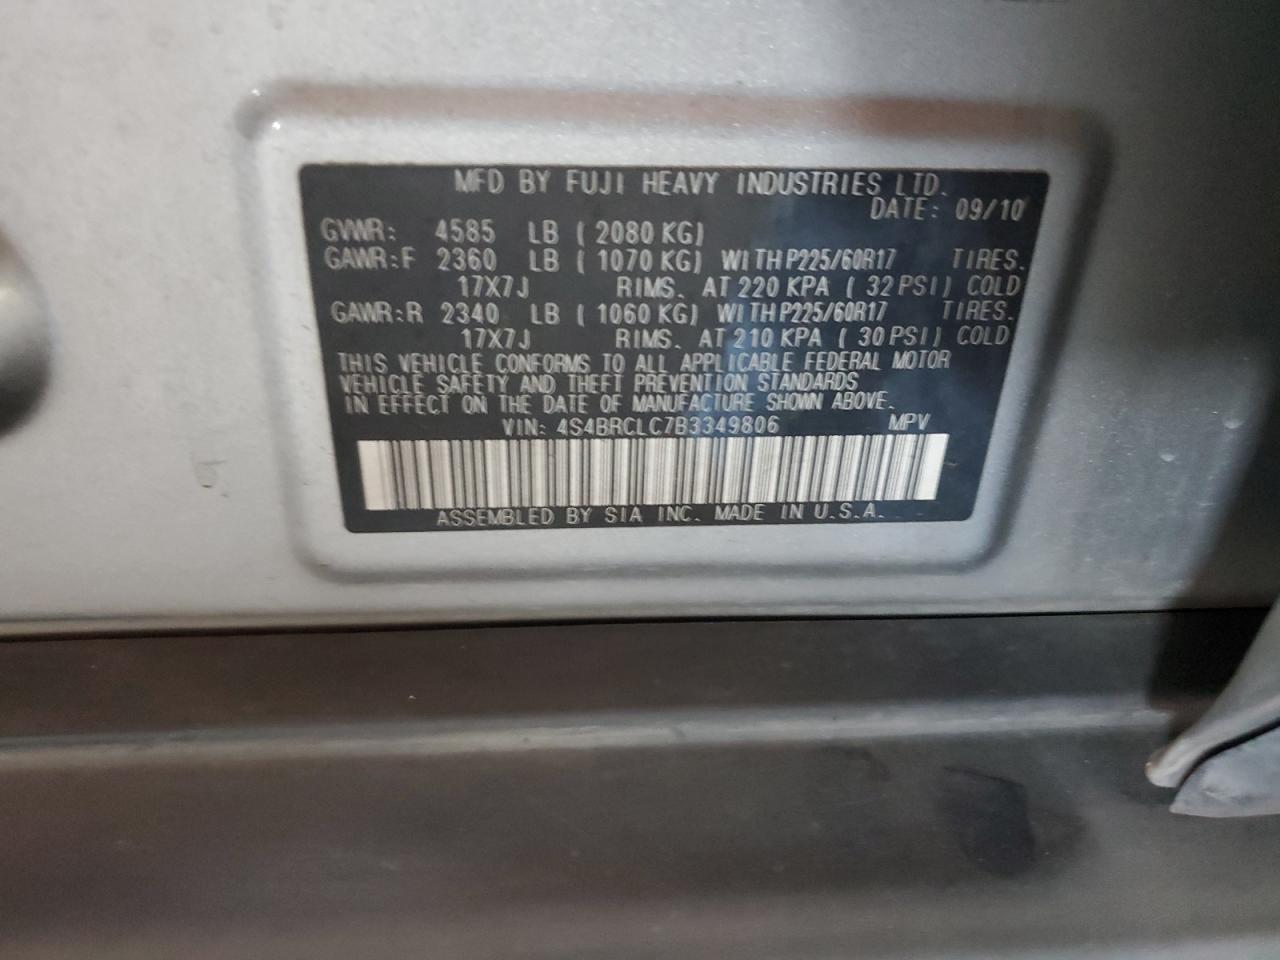 MFD BY FUJI HEAVY INDUSTRIES LTD.
DATE: 09/10
GVWR: 4585 LB ( 2080 KG)
GAWR:F 2360 LB ( 1070 KG) WITH P225/60R17 TIRES.
17X7J RIMS. AT 220 KPA ( 32 PSI) COLD
GAWR:R 2340 LB ( 1060 KG) WITH P225/60R17 TIRES.
17X7J RIMS. AT 210 KPA ( 30 PSI) COLD
THIS VEHICLE CONFORMS TO ALL APPLICABLE FEDERAL MOTOR
VEHICLE SAFETY AND THEFT PREVENTION STANDARDS
IN EFFECT ON THE DATE OF MANUFACTURE SHOWN ABOVE.
VIN: 4S4BRCLC7B3349806 MPV
ASSEMBLED BY SIA INC. MADE IN U.S.A.